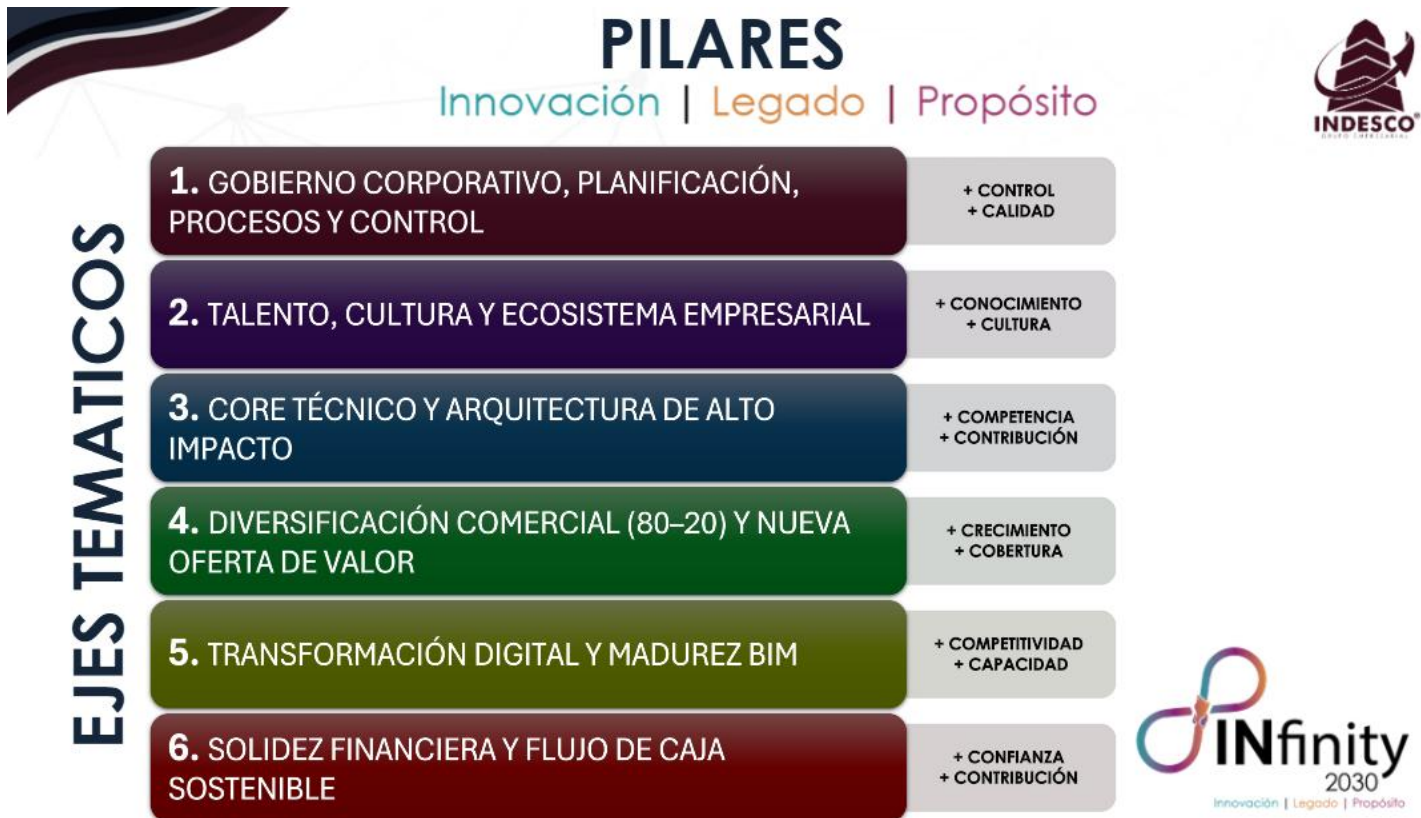 PILARES
Innovación | Legado | Propósito
INDESCO®
GRUPO EMPRESARIAL
EJES TEMATICOS
1. GOBIERNO CORPORATIVO, PLANIFICACIÓN,
PROCESOS Y CONTROL
+ CONTROL
+ CALIDAD
2. TALENTO, CULTURA Y ECOSISTEMA EMPRESARIAL
+ CONOCIMIENTO
+ CULTURA
3. CORE TÉCNICO Y ARQUITECTURA DE ALTO
IMPACTO
+ COMPETENCIA
+ CONTRIBUCIÓN
4. DIVERSIFICACIÓN COMERCIAL (80–20) Y NUEVA
OFERTA DE VALOR
+ CRECIMIENTO
+ COBERTURA
5. TRANSFORMACIÓN DIGITAL Y MADUREZ BIM
+ COMPETITIVIDAD
+ CAPACIDAD
6. SOLIDEZ FINANCIERA Y FLUJO DE CAJA
SOSTENIBLE
+ CONFIANZA
+ CONTRIBUCIÓN
INfinity
2030
Innovación | Legado | Propósito